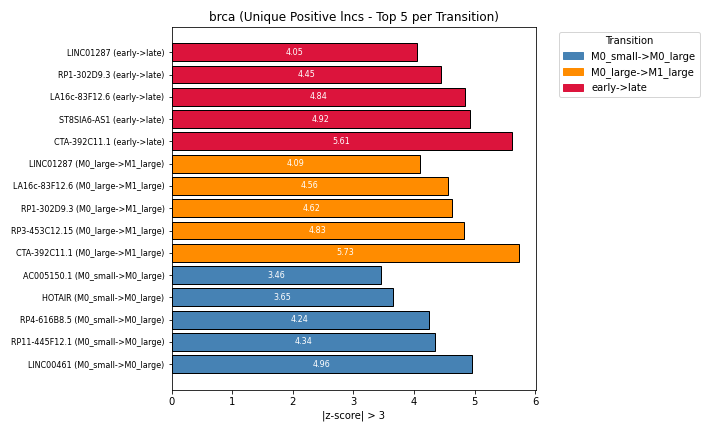 brca (Unique Positive lncs - Top 5 per Transition)
LINC01287 (early->late)
4.05
RP1-302D9.3 (early->late)
4.45
LA16c-83F12.6 (early->late)
4.84
ST8SIA6-AS1 (early->late)
4.92
CTA-392C11.1 (early->late)
5.61
LINC01287 (M0_large->M1_large)
4.09
LA16c-83F12.6 (M0_large->M1_large)
4.56
RP1-302D9.3 (M0_large->M1_large)
4.62
RP3-453C12.15 (M0_large->M1_large)
4.83
CTA-392C11.1 (M0_large->M1_large)
5.73
AC005150.1 (M0_small->M0_large)
3.46
HOTAIR (M0_small->M0_large)
3.65
RP4-616B8.5 (M0_small->M0_large)
4.24
RP11-445F12.1 (M0_small->M0_large)
4.34
LINC00461 (M0_small->M0_large)
4.96
0 1 2 3 4 5 6
|z-score| > 3
Transition
M0_small->M0_large
M0_large->M1_large
early->late